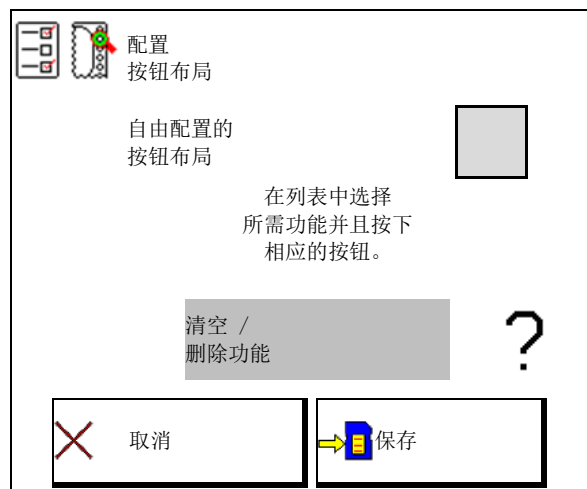 配置
按钮布局
自由配置的
按钮布局
在列表中选择
所需功能并且按下
相应的按钮。
清空 /
删除功能
?
取消
保存